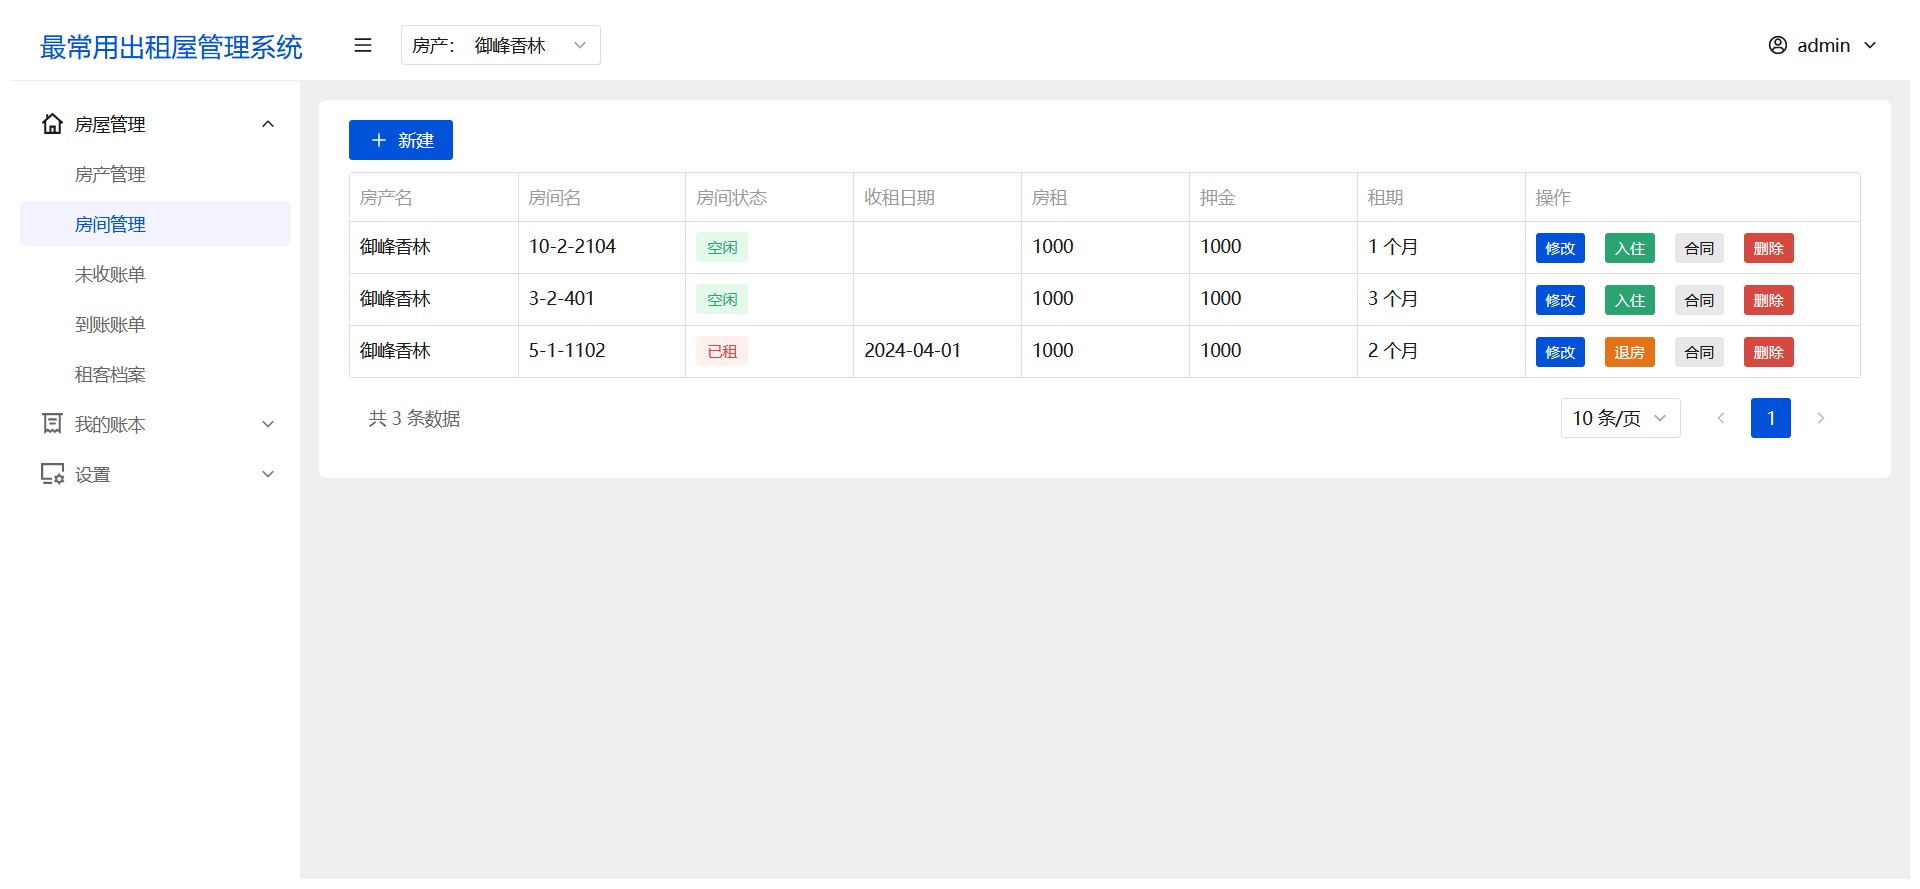 最常用出租屋管理系统
房产： 御峰香林
admin
房屋管理
房产管理
房间管理
未收账单
到账账单
租客档案
我的账本
设置
新建
房产名 房间名 房间状态 收租日期 房租 押金 租期 操作
御峰香林 10-2-2104 空闲 1000 1000 1 个月 修改 入住 合同 删除
御峰香林 3-2-401 空闲 1000 1000 3 个月 修改 入住 合同 删除
御峰香林 5-1-1102 已租 2024-04-01 1000 1000 2 个月 修改 退房 合同 删除
共 3 条数据 10 条/页 1